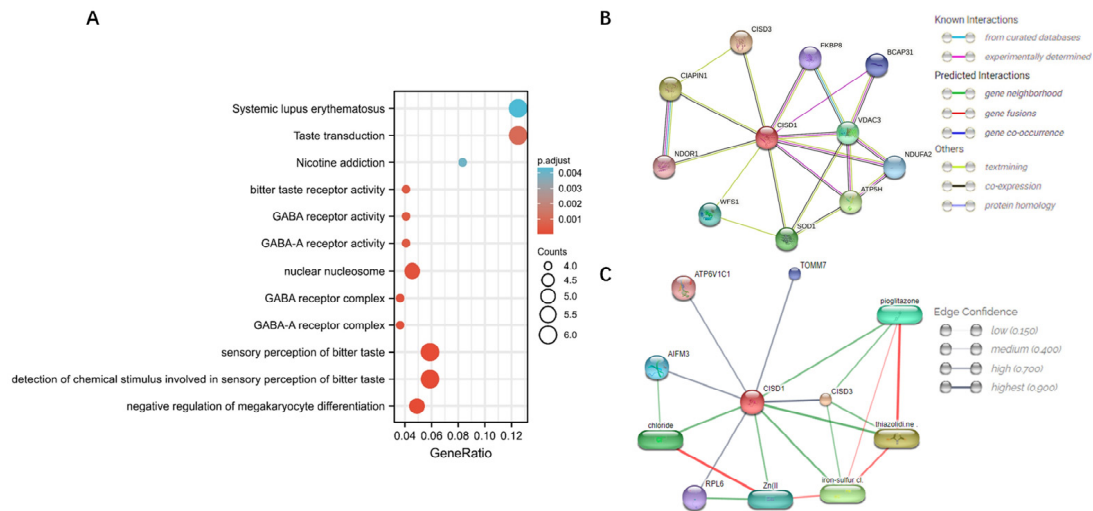 A
Systemic lupus erythematosus
Taste transduction
Nicotine addiction
bitter taste receptor activity
GABA receptor activity
GABA-A receptor activity
nuclear nucleosome
GABA receptor complex
GABA-A receptor complex
sensory perception of bitter taste
detection of chemical stimulus involved in sensory perception of bitter taste
negative regulation of megakaryocyte differentiation
0.04 0.06 0.08 0.10 0.12
GeneRatio
p.adjust
0.004
0.003
0.002
0.001
Counts
4.0
4.5
5.0
5.5
6.0
B
CISD3
FKBP8
BCAP31
CIAPIN1
CISD1
VDAC3
NDOR1
NDUFA2
WFS1
ATP5H
SOD1
Known Interactions
from curated databases
experimentally determined
Predicted Interactions
gene neighborhood
gene fusions
gene co-occurrence
Others
textmining
co-expression
protein homology
C
ATP6V1C1
TOMM7
pioglitazone
AIFM3
CISD1
CISD3
chloride
thiazolidine.
RPL6
Zn(II
iron-sulfur cl.
Edge Confidence
low (0.150)
medium (0.400)
high (0.700)
highest (0.900)